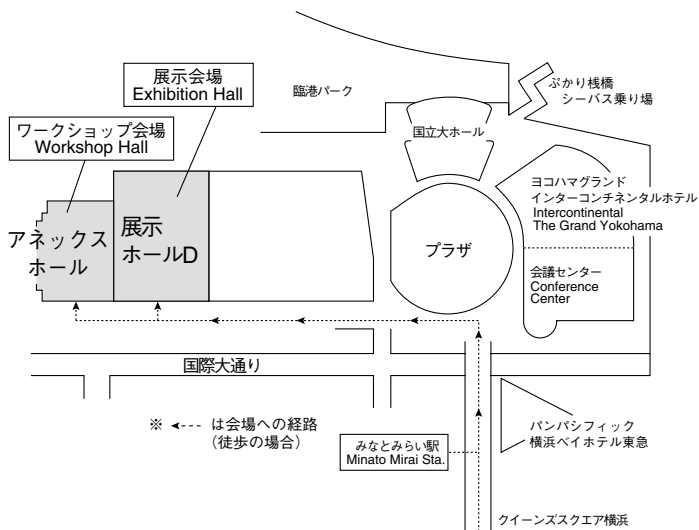 展示会場
Exhibition Hall
ワークショップ会場
Workshop Hall
臨港パーク
ぷかり桟橋
シーバス乗り場
国立大ホール
ヨコハマグランド
インターコンチネンタルホテル
Intercontinental
The Grand Yokohama
アネックス
ホール
展示
ホールD
プラザ
会議センター
Conference
Center
国際大通り
※ は会場への経路
（徒歩の場合）
みなとみらい駅
Minato Mirai Sta.
パンパシフィック
横浜ベイホテル東急
クイーンズスクエア横浜